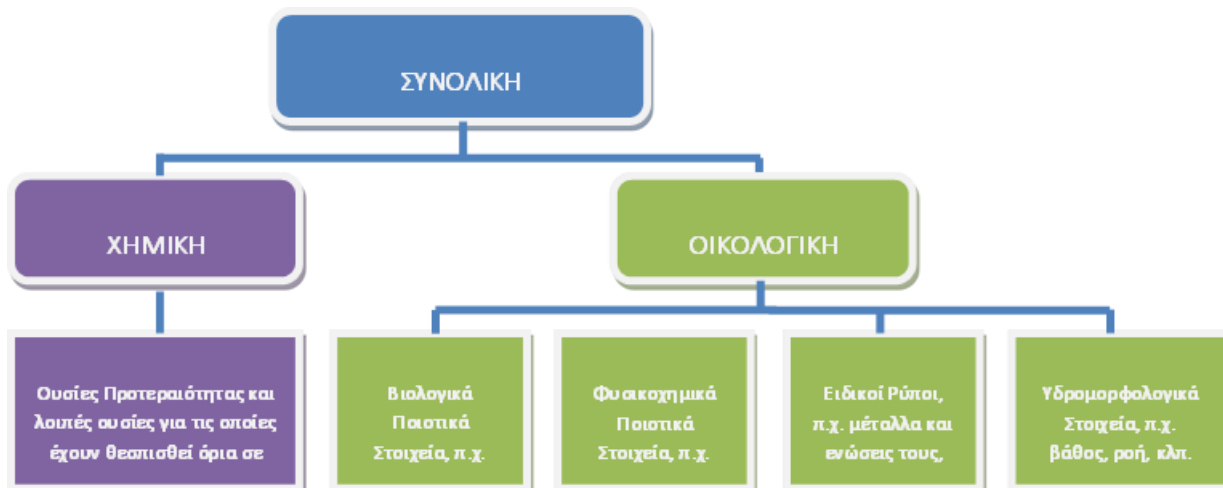 ΣΥΝΟΛΙΚΗ
ΧΗΜΙΚΗ
ΟΙΚΟΛΟΓΙΚΗ
Ουσίες Προτεραιότητας και
λοιπές ουσίες για τις οποίες
έχουν θεσπισθεί όρια σε
Βιολογικά
Ποιοτικά
Στοιχεία, π.χ.
Φυσικοχημικά
Ποιοτικά
Στοιχεία, π.χ.
Ειδικοί Ρύποι,
π.χ. μέταλλα και
ενώσεις τους,
Υδρομορφολογικά
Στοιχεία, π.χ.
βάθος, ροή, κλπ.